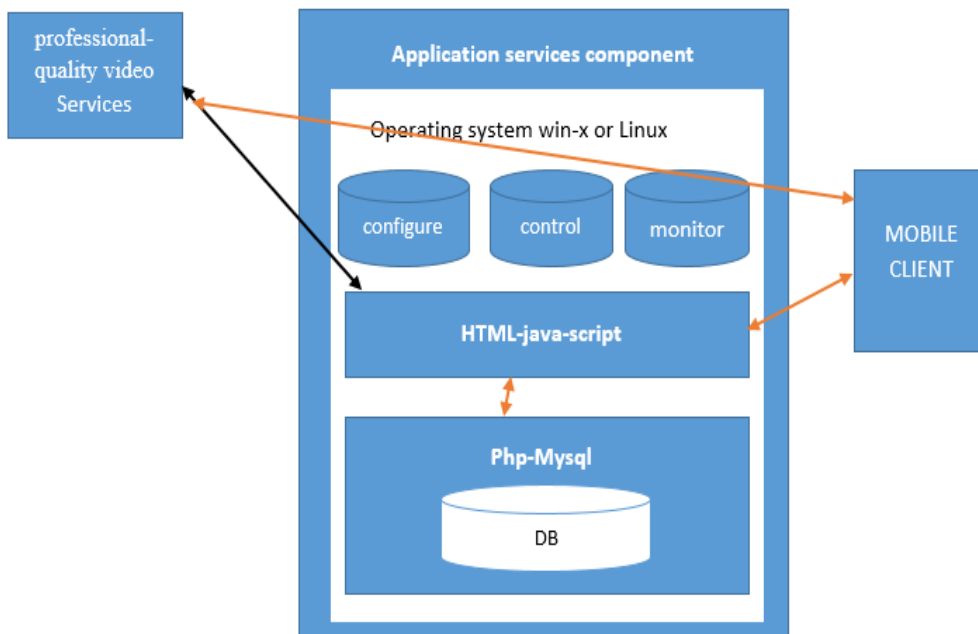 professional-
quality video
Services
Application services component
Operating system win-x or Linux
configure
control
monitor
MOBILE
CLIENT
HTML-java-script
Php-Mysql
DB